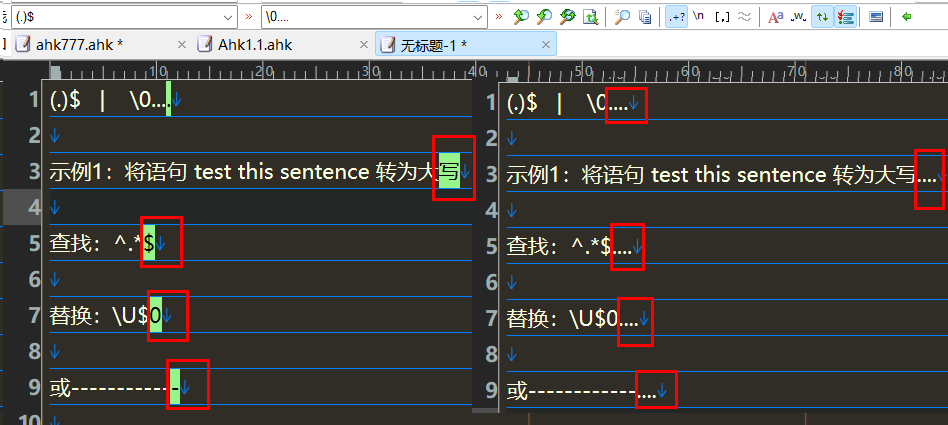 (.)$
\0....
.+? \n [,] Aa .w.
ahk777.ahk * ×
Ahk1.1.ahk ×
无标题-1 * ×
10 20 30 40
50 60 70 80
1 (.)$ | \0....↓
2 ↓
3 示例1：将语句 test this sentence 转为大写↓
4 ↓
5 查找：^.*$↓
6 ↓
7 替换：\U$0↓
8 ↓
9 或-------------↓
10
1 (.)$ | \0....↓
2 ↓
3 示例1：将语句 test this sentence 转为大写....↓
4 ↓
5 查找：^.*$....↓
6 ↓
7 替换：\U$0....↓
8 ↓
9 或-------------....↓